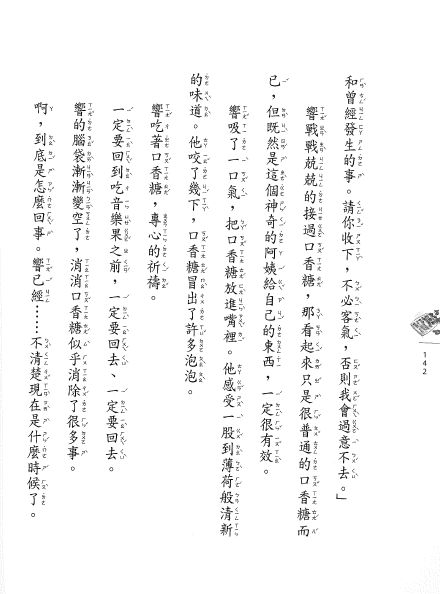 和曾經發生的事。請你收下，不必客氣，否則我會過意不去。」
響戰戰兢兢的接過口香糖，那看起來只是很普通的口香糖而
已，但既然是這個神奇的阿姨給自己的東西，一定很有效。
響吸了一口氣，把口香糖放進嘴裡。他感受一股到薄荷般清新
的味道。他咬了幾下，口香糖冒出了許多泡泡。
響吃著口香糖，專心的祈禱。
一定要回到吃音樂果之前，一定要回去、一定要回去。
響的腦袋漸漸變空了，消消口香糖似乎消除了很多事。
啊，到底是怎麼回事。響已經……不清楚現在是什麼時候了。
142